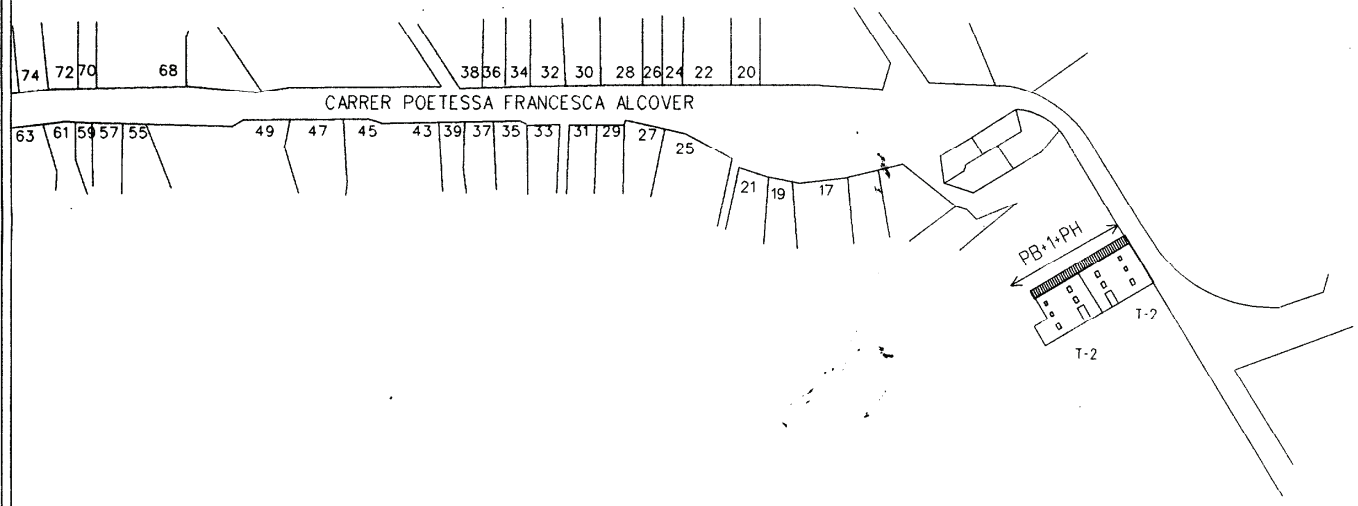 74 72 70 68 38 36 34 32 30 28 26 24 22 20
CARRER POETESSA FRANCESCA ALCOVER
63 61 59 57 55 49 47 45 43 39 37 35 33 31 29 27 25
21 19 17
PB+1+PH
T-2
T-2